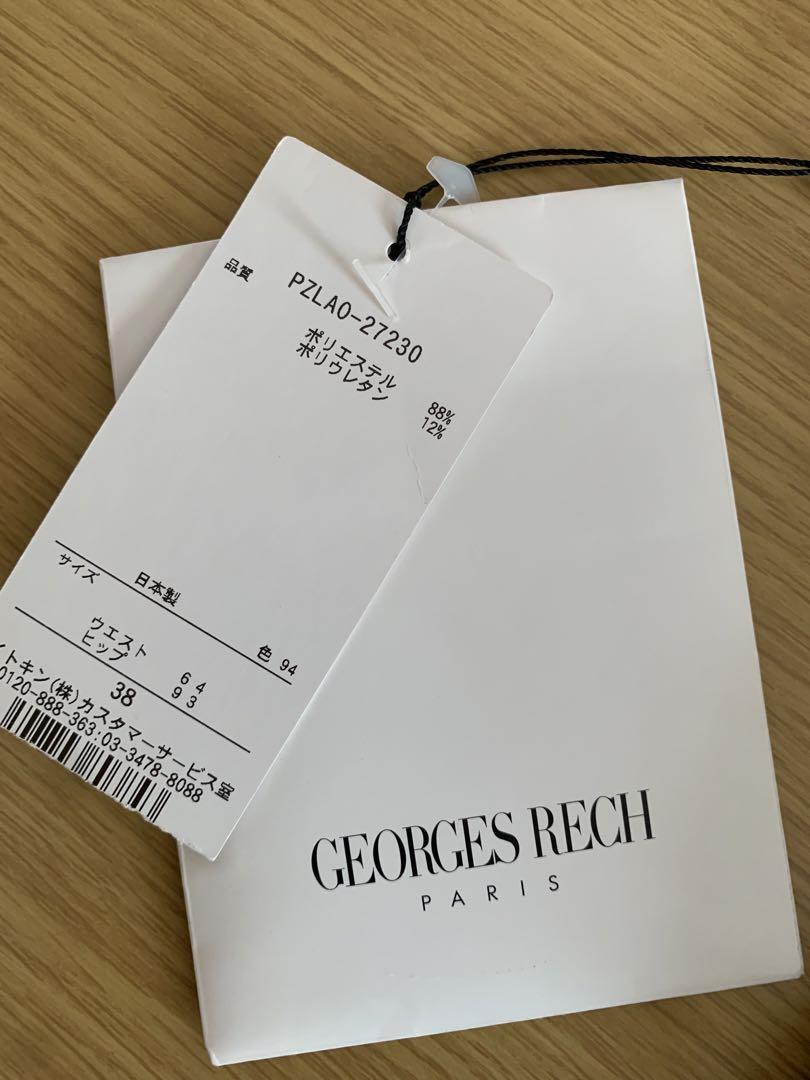 品質 PZLA0-27230
ポリエステル 88%
ポリウレタン 12%
サイズ 日本製 色 94
ウエスト 64
ヒップ 93
38
イトキン(株)カスタマーサービス室
0120-888-363:03-3478-8088
GEORGES RECH
PARIS